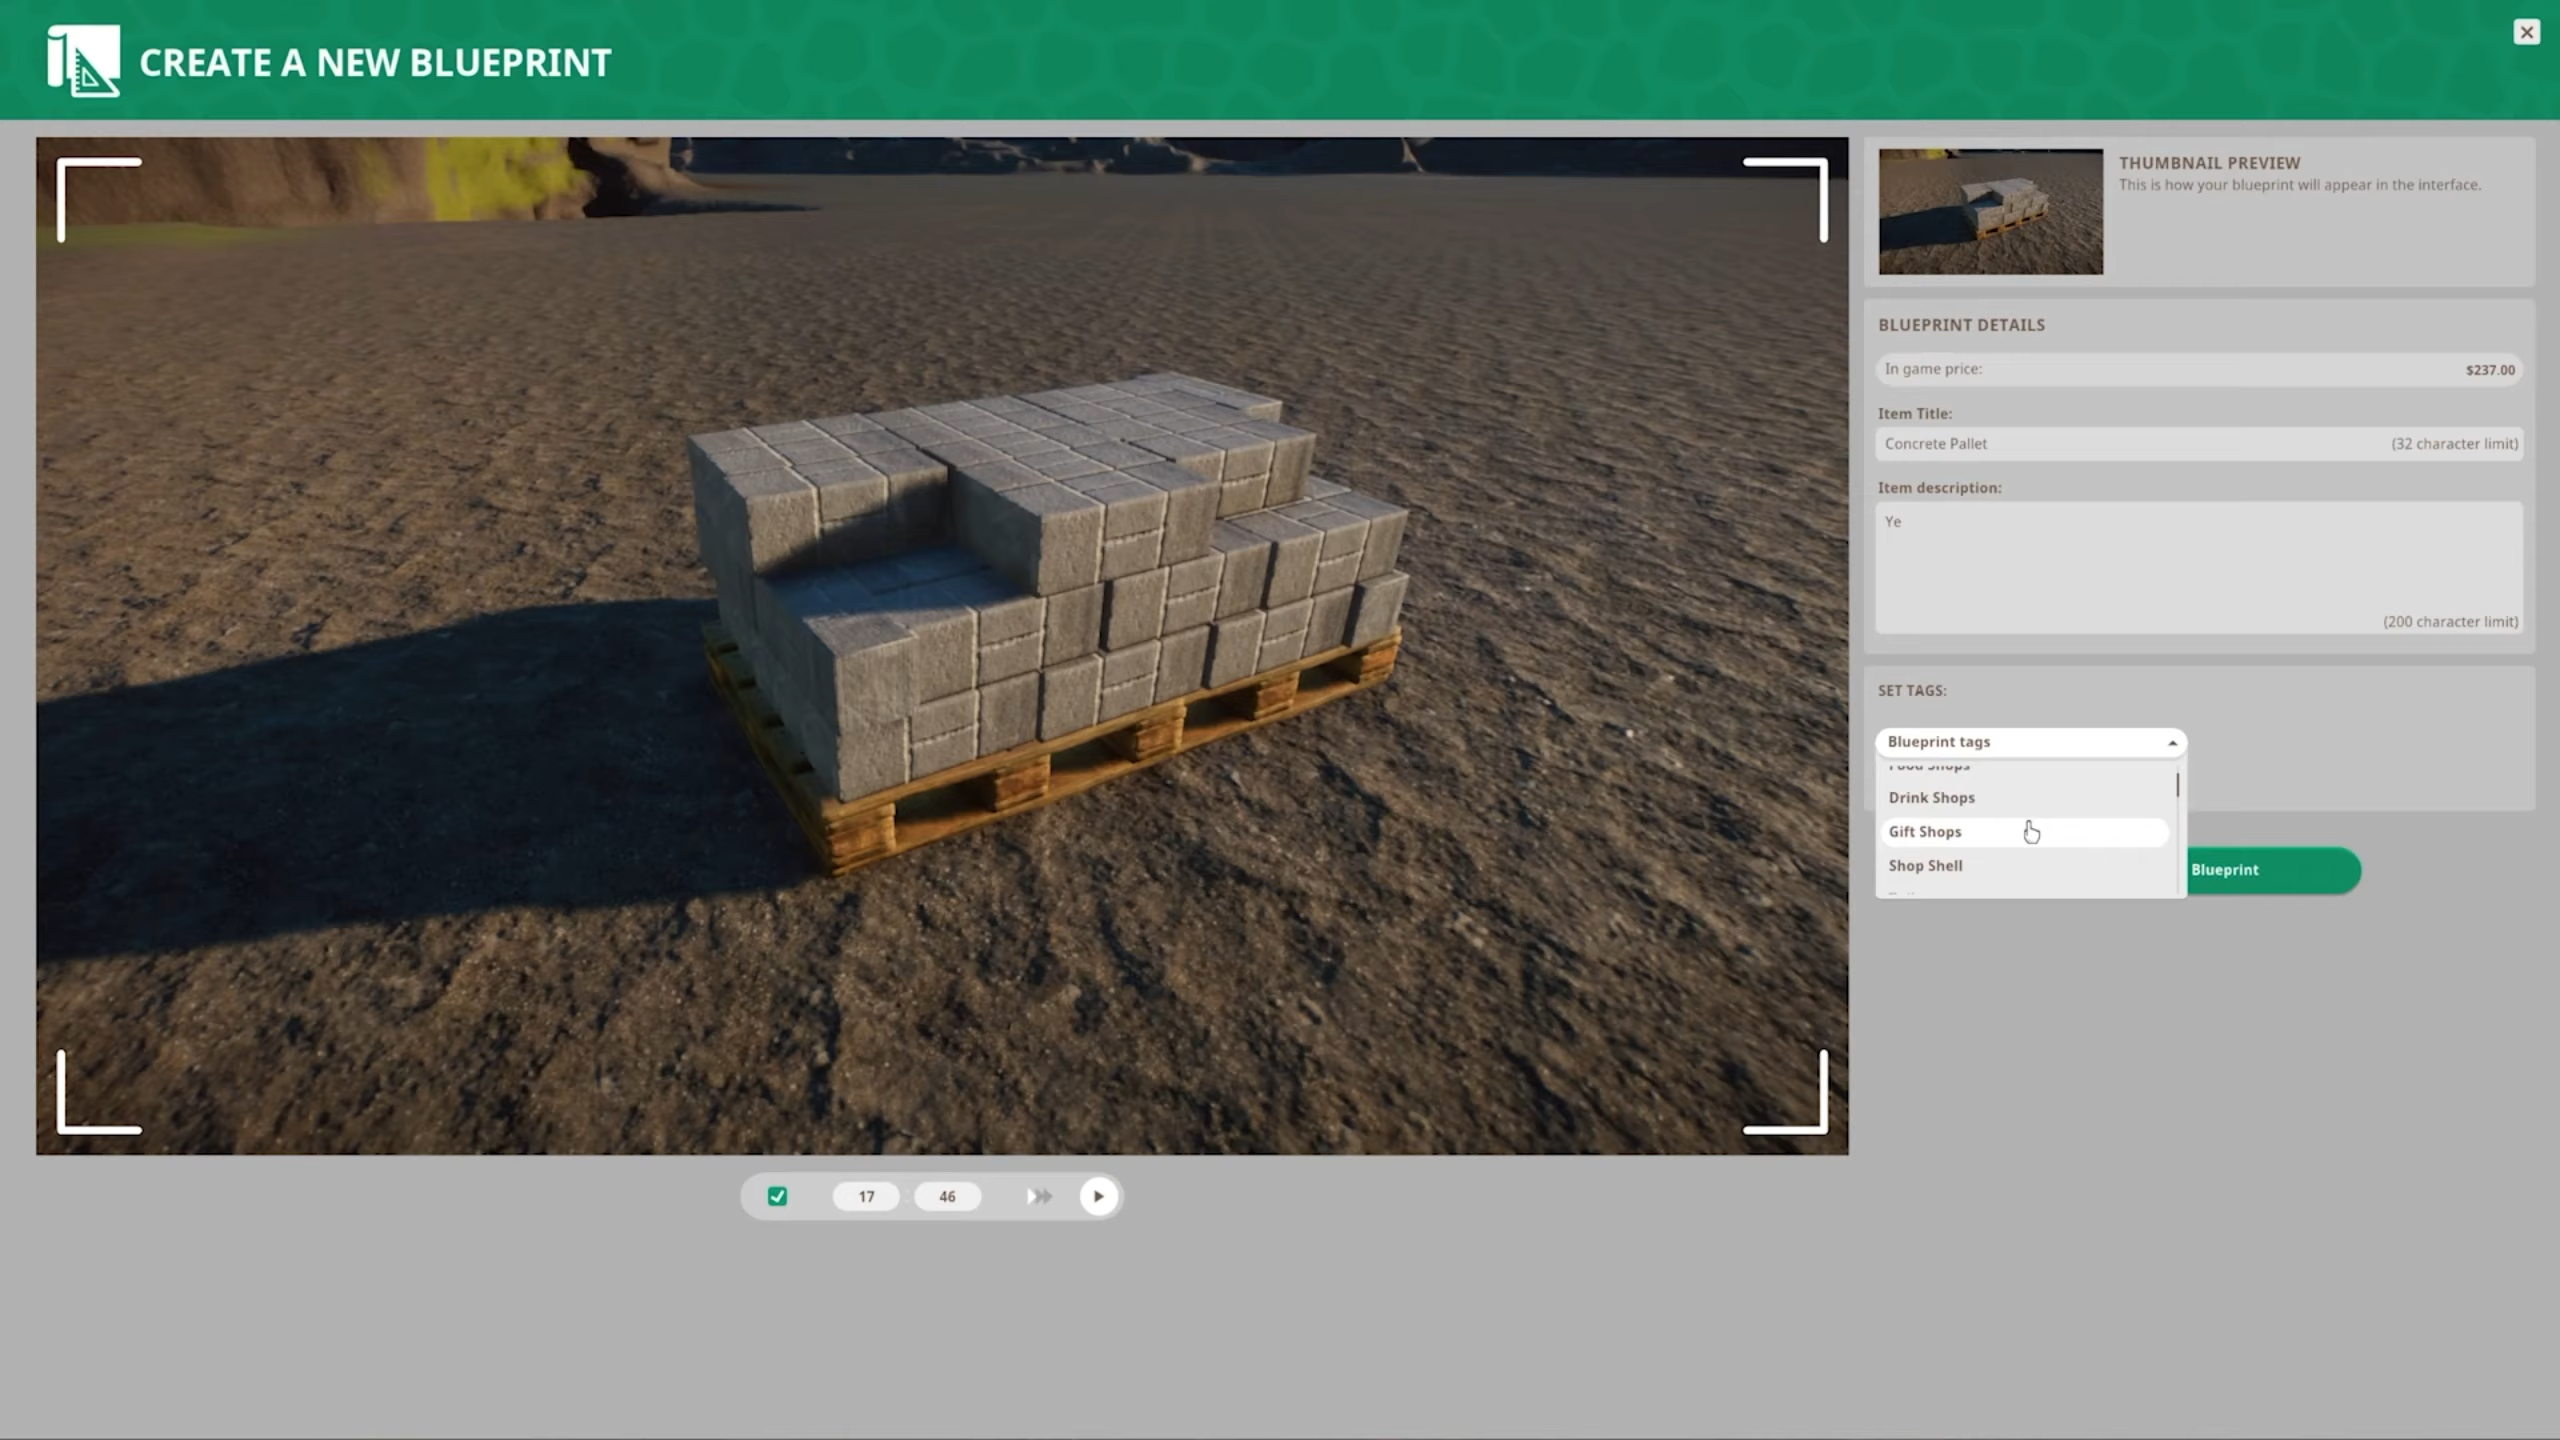 CREATE A NEW BLUEPRINT
THUMBNAIL PREVIEW
This is how your blueprint will appear in the interface.
BLUEPRINT DETAILS
In game price: $237.00
Item Title:
Concrete Pallet (32 character limit)
Item description:
Ye
(200 character limit)
SET TAGS:
Blueprint tags
Food Shops
Drink Shops
Gift Shops
Shop Shell
Blueprint
17 46